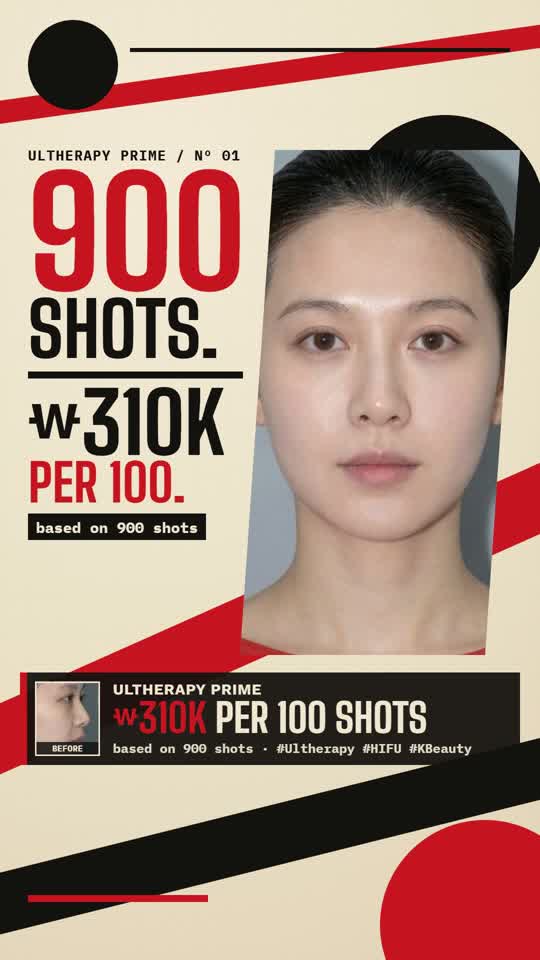 ULTHERAPY PRIME / Nº 01
900
SHOTS.
₩310K
PER 100.
based on 900 shots
ULTHERAPY PRIME
₩310K PER 100 SHOTS
BEFORE
based on 900 shots · #Ultherapy #HIFU #KBeauty